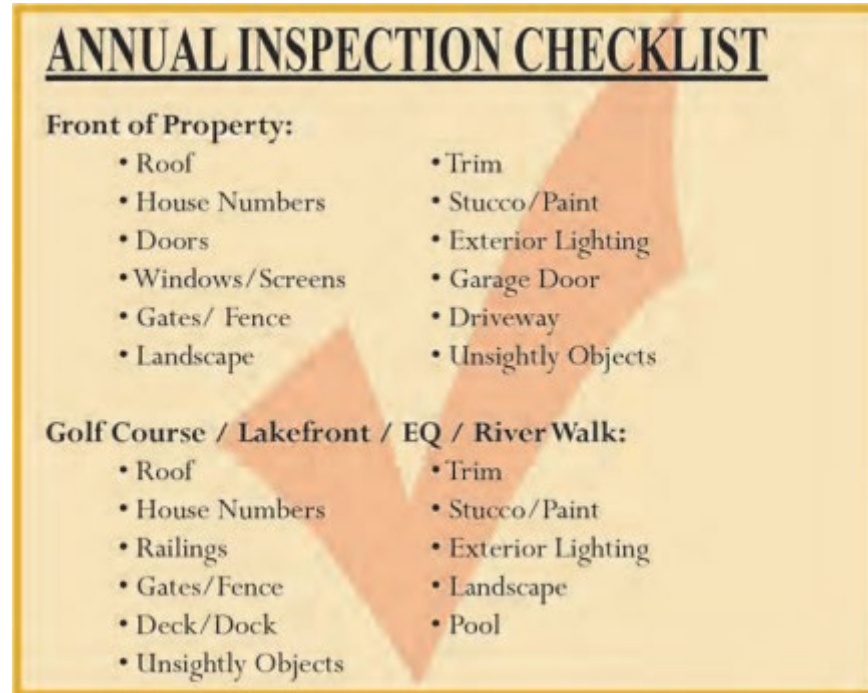 ANNUAL INSPECTION CHECKLIST
Front of Property:
• Roof
• House Numbers
• Doors
• Windows/Screens
• Gates/ Fence
• Landscape
• Trim
• Stucco/Paint
• Exterior Lighting
• Garage Door
• Driveway
• Unsightly Objects
Golf Course / Lakefront / EQ / River Walk:
• Roof
• House Numbers
• Railings
• Gates/Fence
• Deck/Dock
• Unsightly Objects
• Trim
• Stucco/Paint
• Exterior Lighting
• Landscape
• Pool